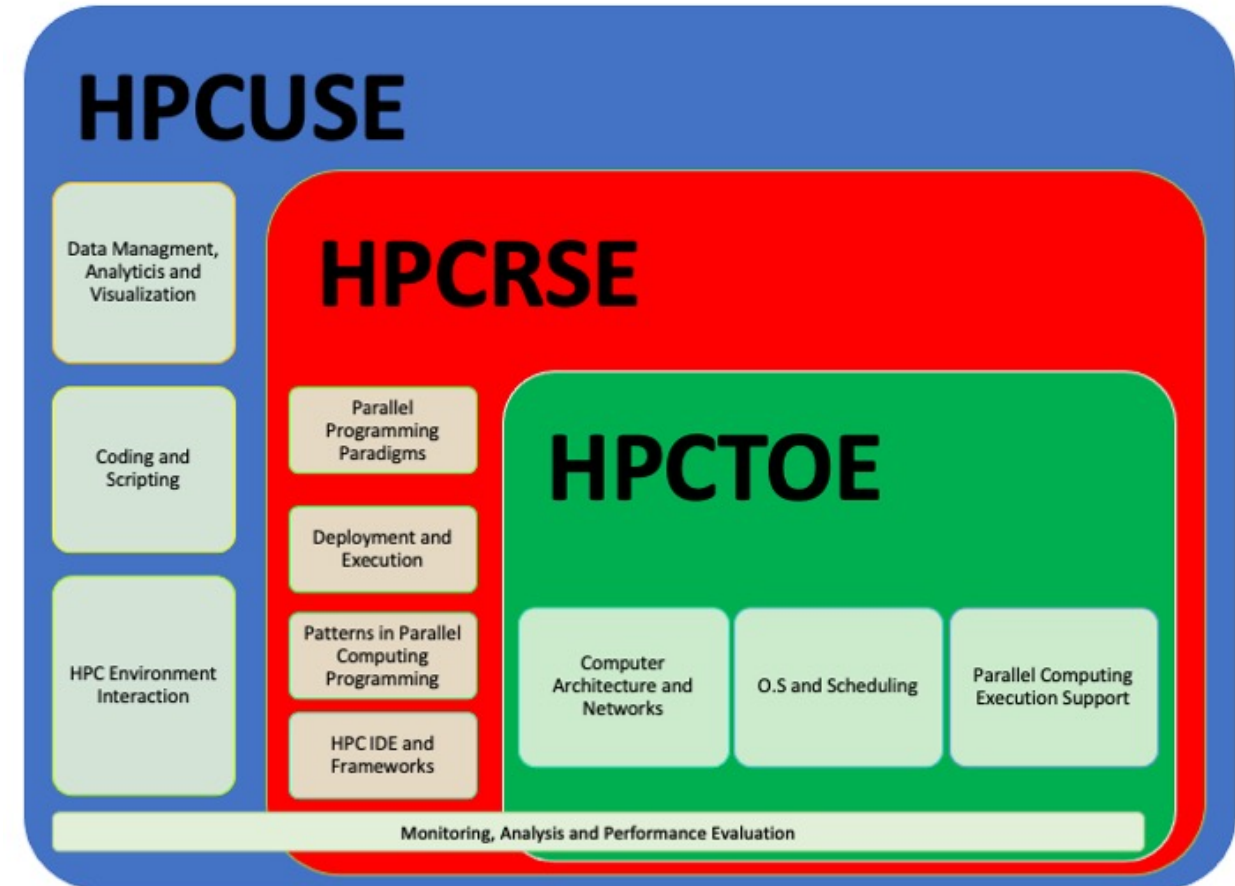 HPCUSE
Data Managment,
Analyticis and
Visualization
Coding and
Scripting
HPC Environment
Interaction
HPCRSE
Parallel
Programming
Paradigms
Deployment and
Execution
Patterns in Parallel
Computing
Programming
HPC IDE and
Frameworks
HPCTOE
Computer
Architecture and
Networks
O.S and Scheduling
Parallel Computing
Execution Support
Monitoring, Analysis and Performance Evaluation